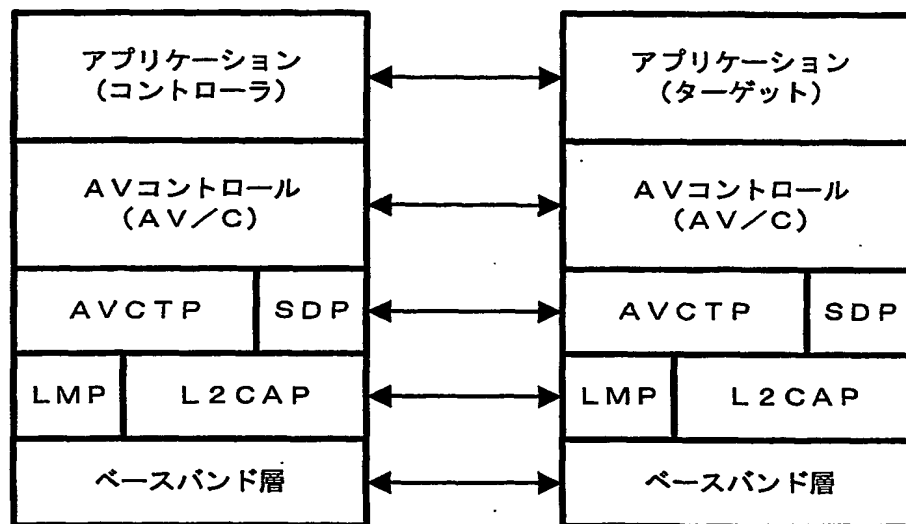 アプリケーション
(コントローラ)
AVコントロール
(AV/C)
AVCTP
SDP
LMP
L2CAP
ベースバンド層
アプリケーション
(ターゲット)
AVコントロール
(AV/C)
AVCTP
SDP
LMP
L2CAP
ベースバンド層